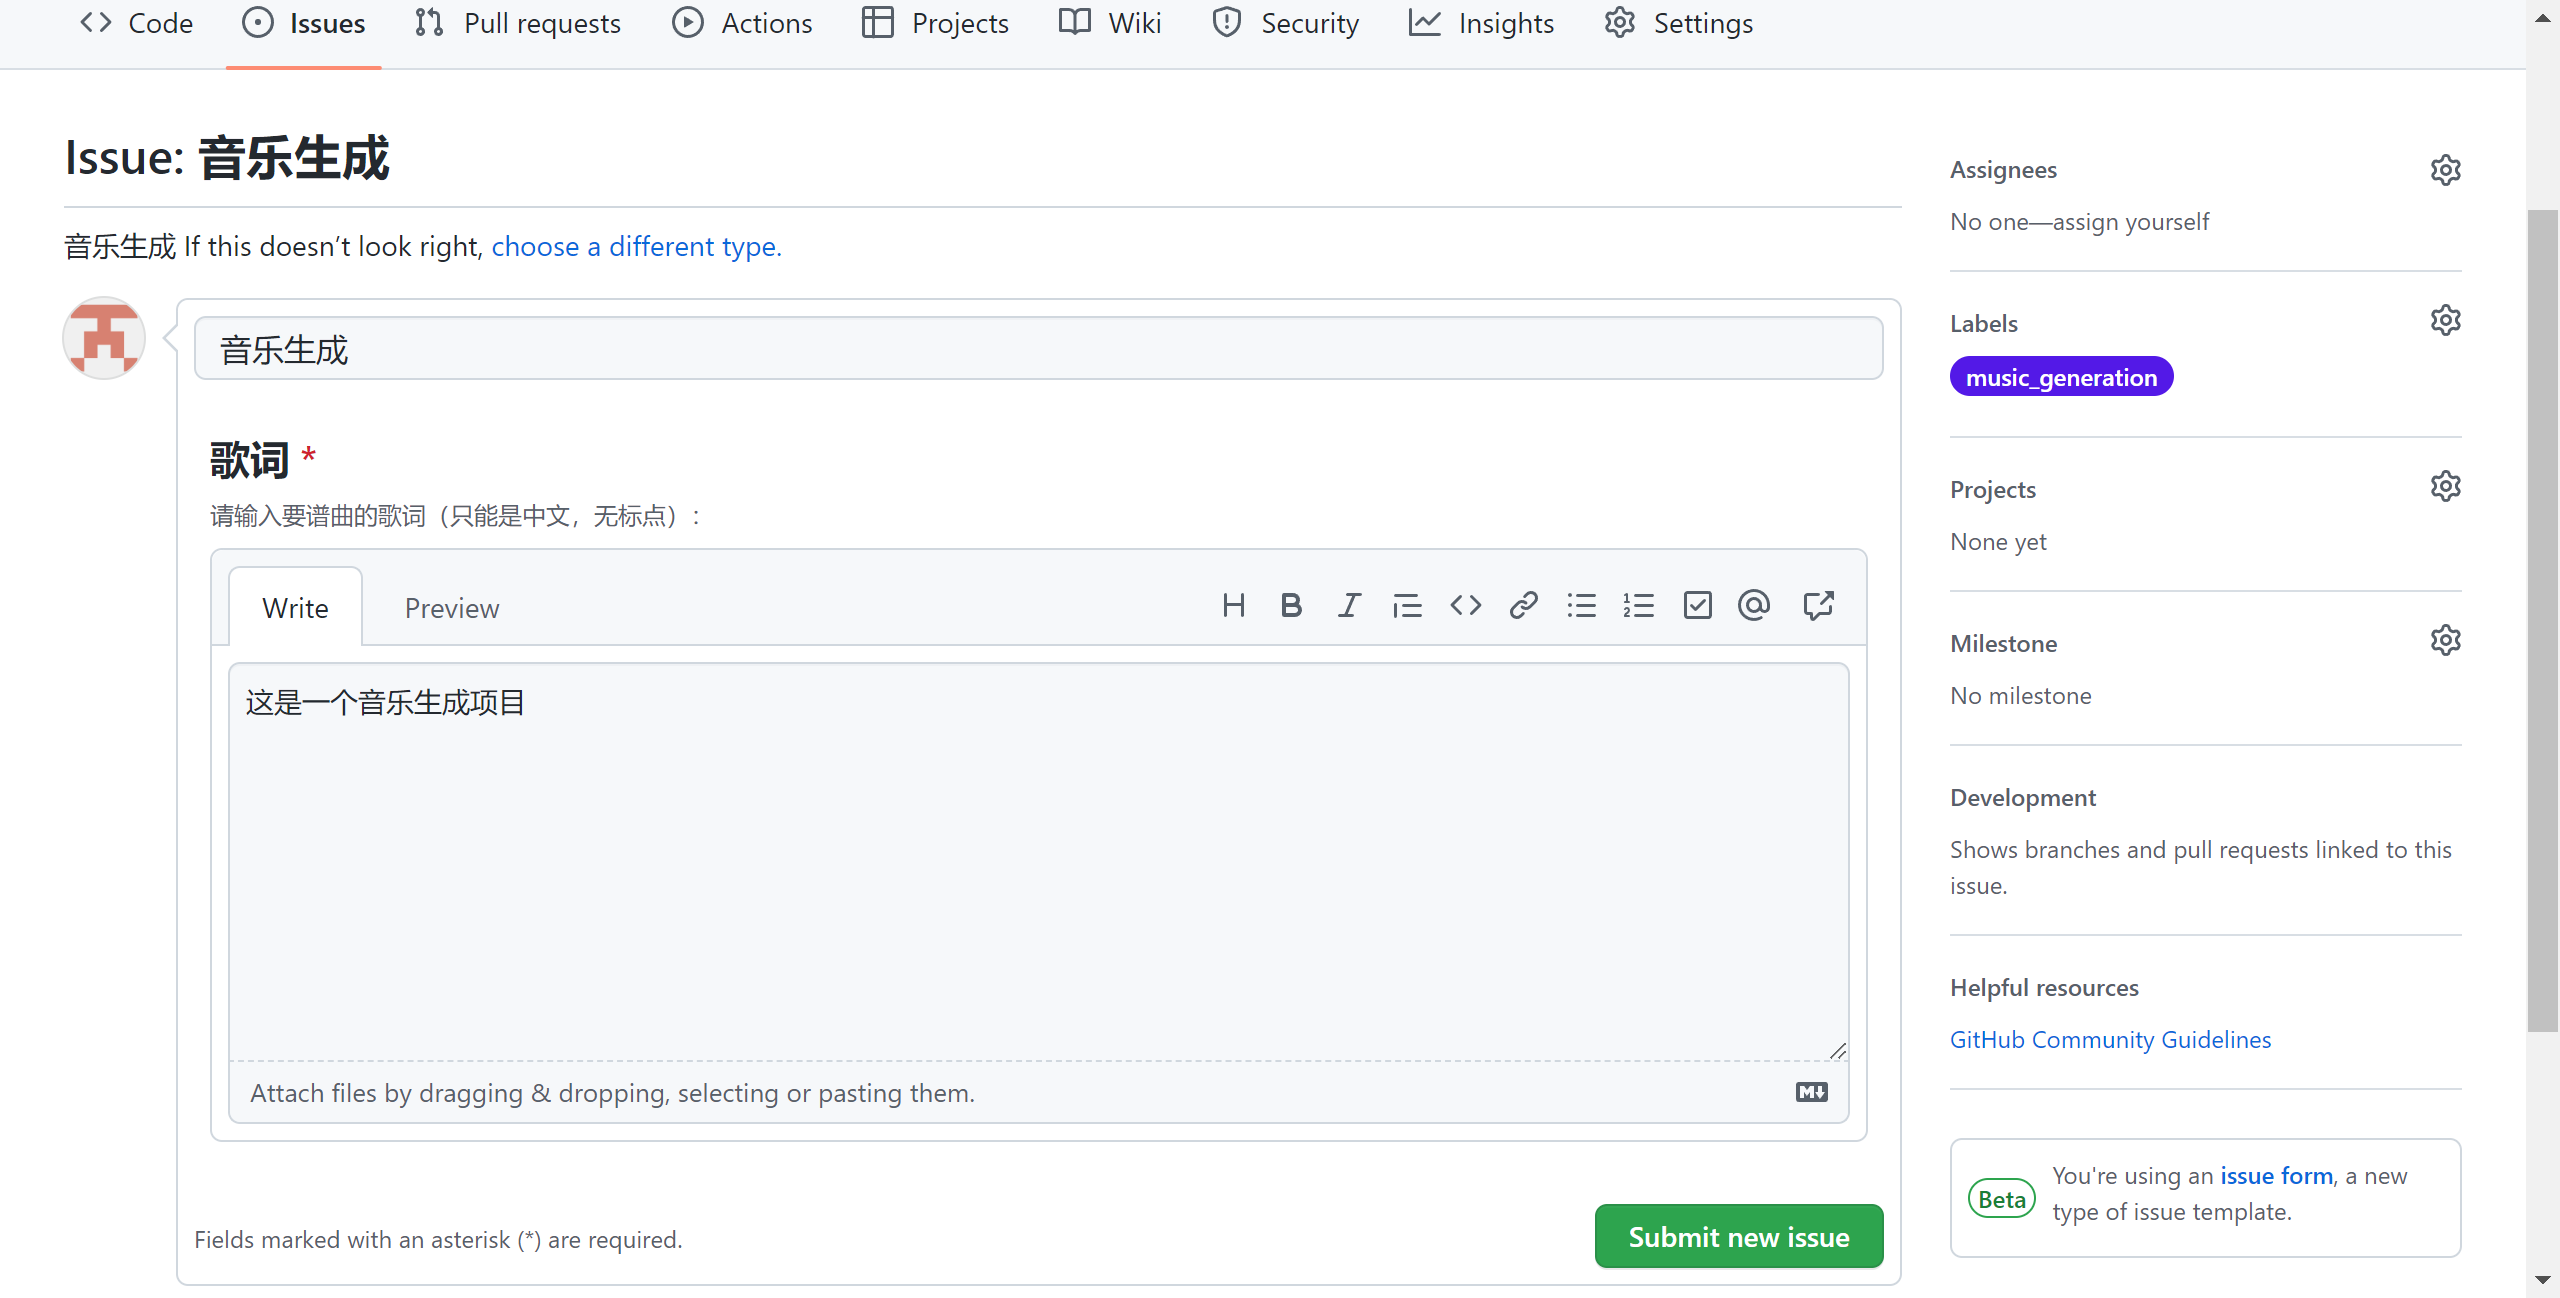 Code Issues Pull requests Actions Projects Wiki Security Insights Settings
Issue: 音乐生成
音乐生成 If this doesn’t look right, choose a different type.
音乐生成
歌词 *
请输入要谱曲的歌词（只能是中文，无标点）：
Write Preview
这是一个音乐生成项目
Attach files by dragging & dropping, selecting or pasting them.
Fields marked with an asterisk (*) are required.
Submit new issue
Assignees
No one—assign yourself
Labels
music_generation
Projects
None yet
Milestone
No milestone
Development
Shows branches and pull requests linked to this
issue.
Helpful resources
GitHub Community Guidelines
Beta
You're using an issue form, a new
type of issue template.